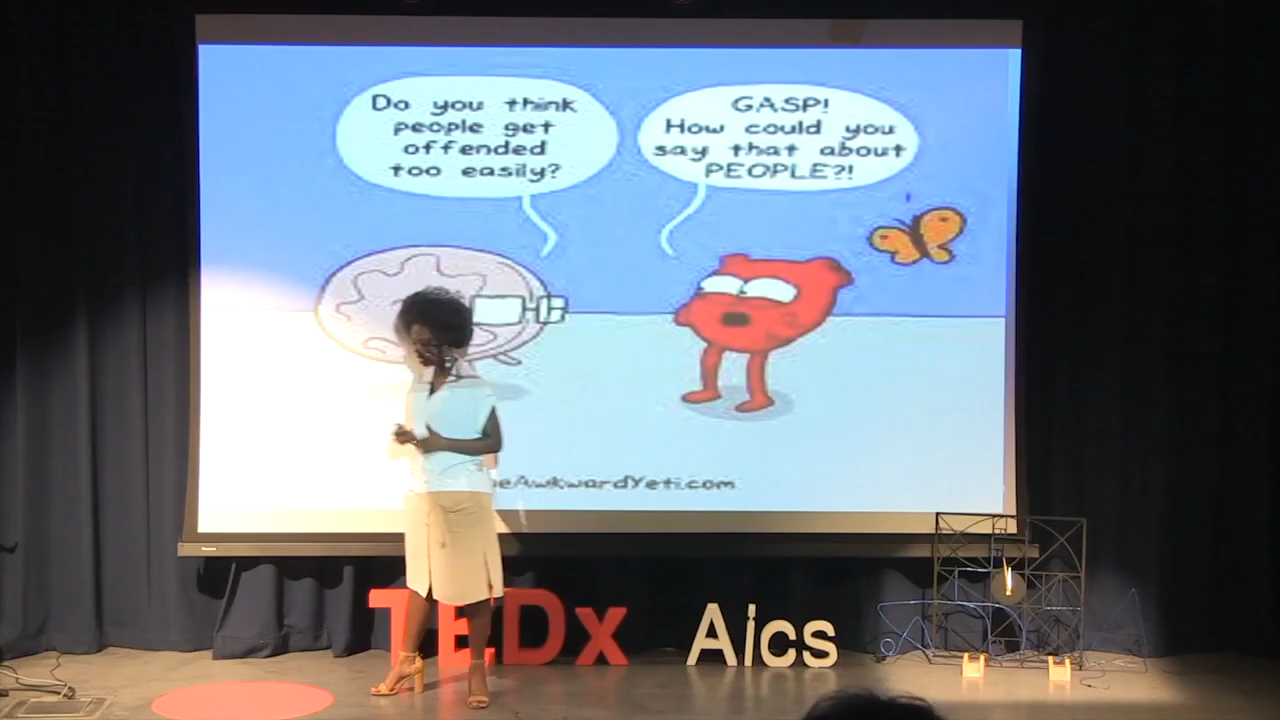 Do you think
people get
offended
too easily?
GASP!
How could you
say that about
PEOPLE?!
eAwkwardYeti.com
TEDx Aics